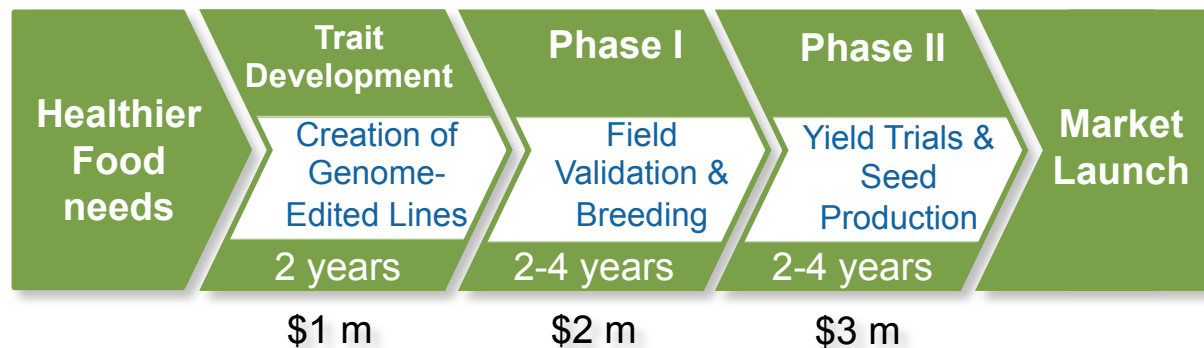 Healthier
Food
needs
Trait
Development
Creation of
Genome-
Edited Lines
2 years
$1 m
Phase I
Field
Validation &
Breeding
2-4 years
$2 m
Phase II
Yield Trials &
Seed
Production
2-4 years
$3 m
Market
Launch